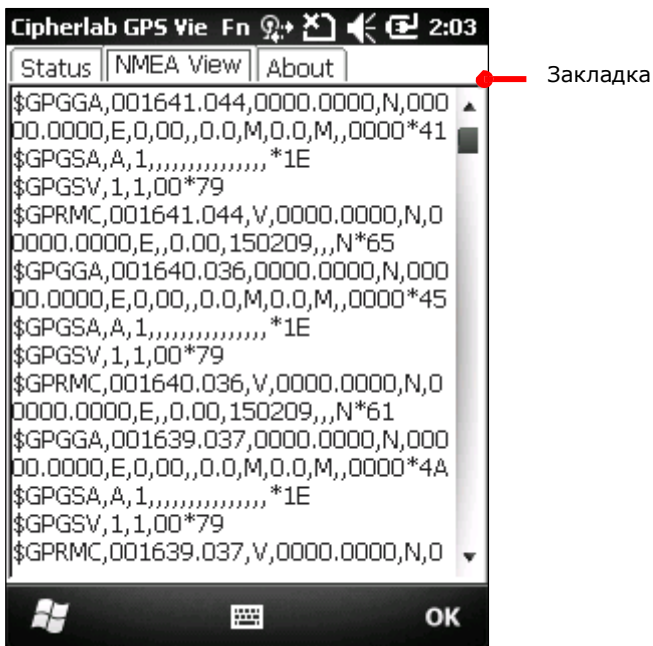 Cipherlab GPS Vie Fn 2:03
Status NMEA View About
Закладка
$GPGGA,001641.044,0000.0000,N,000
00.0000,E,0,00,,0.0,M,0.0,M,,0000*41
$GPGSA,A,1,,,,,,,,,,,,,,,*1E
$GPGSV,1,1,00*79
$GPRMC,001641.044,V,0000.0000,N,0
0000.0000,E,,0.00,150209,,,N*65
$GPGGA,001640.036,0000.0000,N,000
00.0000,E,0,00,,0.0,M,0.0,M,,0000*45
$GPGSA,A,1,,,,,,,,,,,,,,,*1E
$GPGSV,1,1,00*79
$GPRMC,001640.036,V,0000.0000,N,0
0000.0000,E,,0.00,150209,,,N*61
$GPGGA,001639.037,0000.0000,N,000
00.0000,E,0,00,,0.0,M,0.0,M,,0000*4A
$GPGSA,A,1,,,,,,,,,,,,,,,*1E
$GPGSV,1,1,00*79
$GPRMC,001639.037,V,0000.0000,N,0
OK